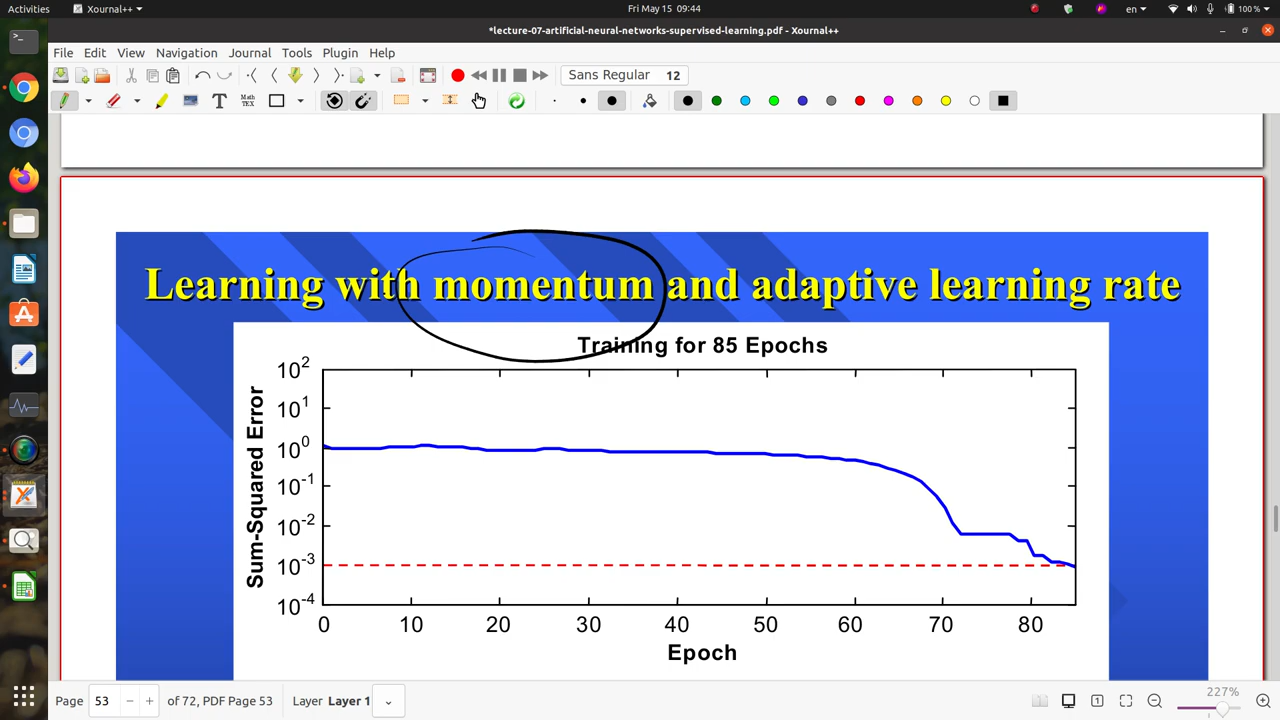 Activities
Xournal++
Fri May 15 09:44
en
100 %
*lecture-07-artificial-neural-networks-supervised-learning.pdf - Xournal++
File Edit View Navigation Journal Tools Plugin Help
Sans Regular 12
Math
TEX
Learning with momentum and adaptive learning rate
Training for 85 Epochs
Sum-Squared Error
10^2
10^1
10^0
10^-1
10^-2
10^-3
10^-4
0 10 20 30 40 50 60 70 80
Epoch
Page 53 of 72, PDF Page 53
Layer Layer 1
1
227%